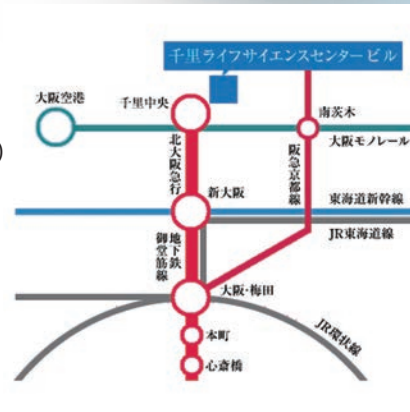 千里ライフサイエンスセンタービル
大阪空港
千里中央
南茨木
大阪モノレール
北大阪急行
阪急京都線
新大阪
東海道新幹線
JR東海道線
地下鉄
御堂筋線
大阪・梅田
JR環状線
本町
心斎橋
)